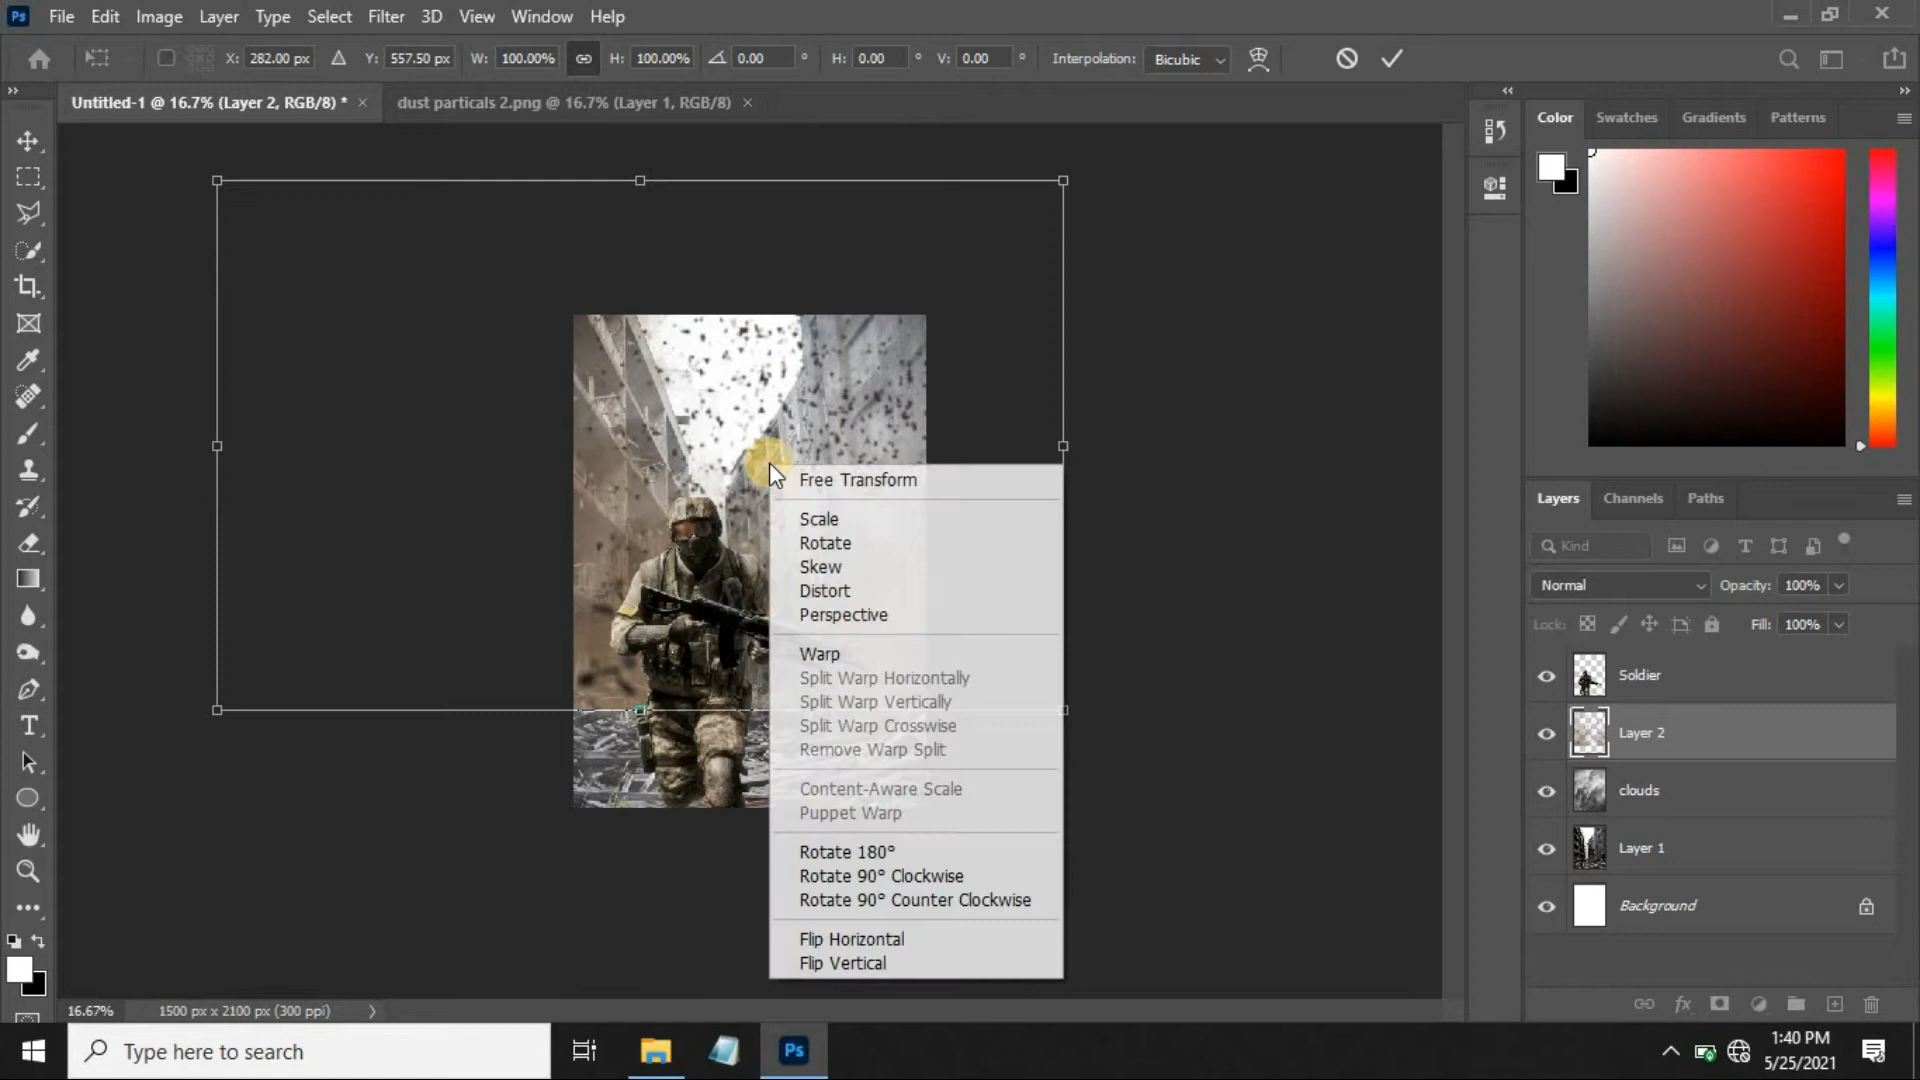 Ps File Edit Image Layer Type Select Filter 3D View Window Help
X: 282.00 px Y: 557.50 px W: 100.00% H: 100.00% 0.00 ° H: 0.00 ° V: 0.00 ° Interpolation: Bicubic
Untitled-1 @ 16.7% (Layer 2, RGB/8) * dust particals 2.png @ 16.7% (Layer 1, RGB/8)
Color Swatches Gradients Patterns
Free Transform
Scale
Rotate
Skew
Distort
Perspective
Warp
Split Warp Horizontally
Split Warp Vertically
Split Warp Crosswise
Remove Warp Split
Content-Aware Scale
Puppet Warp
Rotate 180°
Rotate 90° Clockwise
Rotate 90° Counter Clockwise
Flip Horizontal
Flip Vertical
Layers Channels Paths
Kind
Normal Opacity: 100%
Lock: Fill: 100%
Soldier
Layer 2
clouds
Layer 1
Background
fx
16.67% 1500 px x 2100 px (300 ppi)
Type here to search
Ps
1:40 PM
5/25/2021